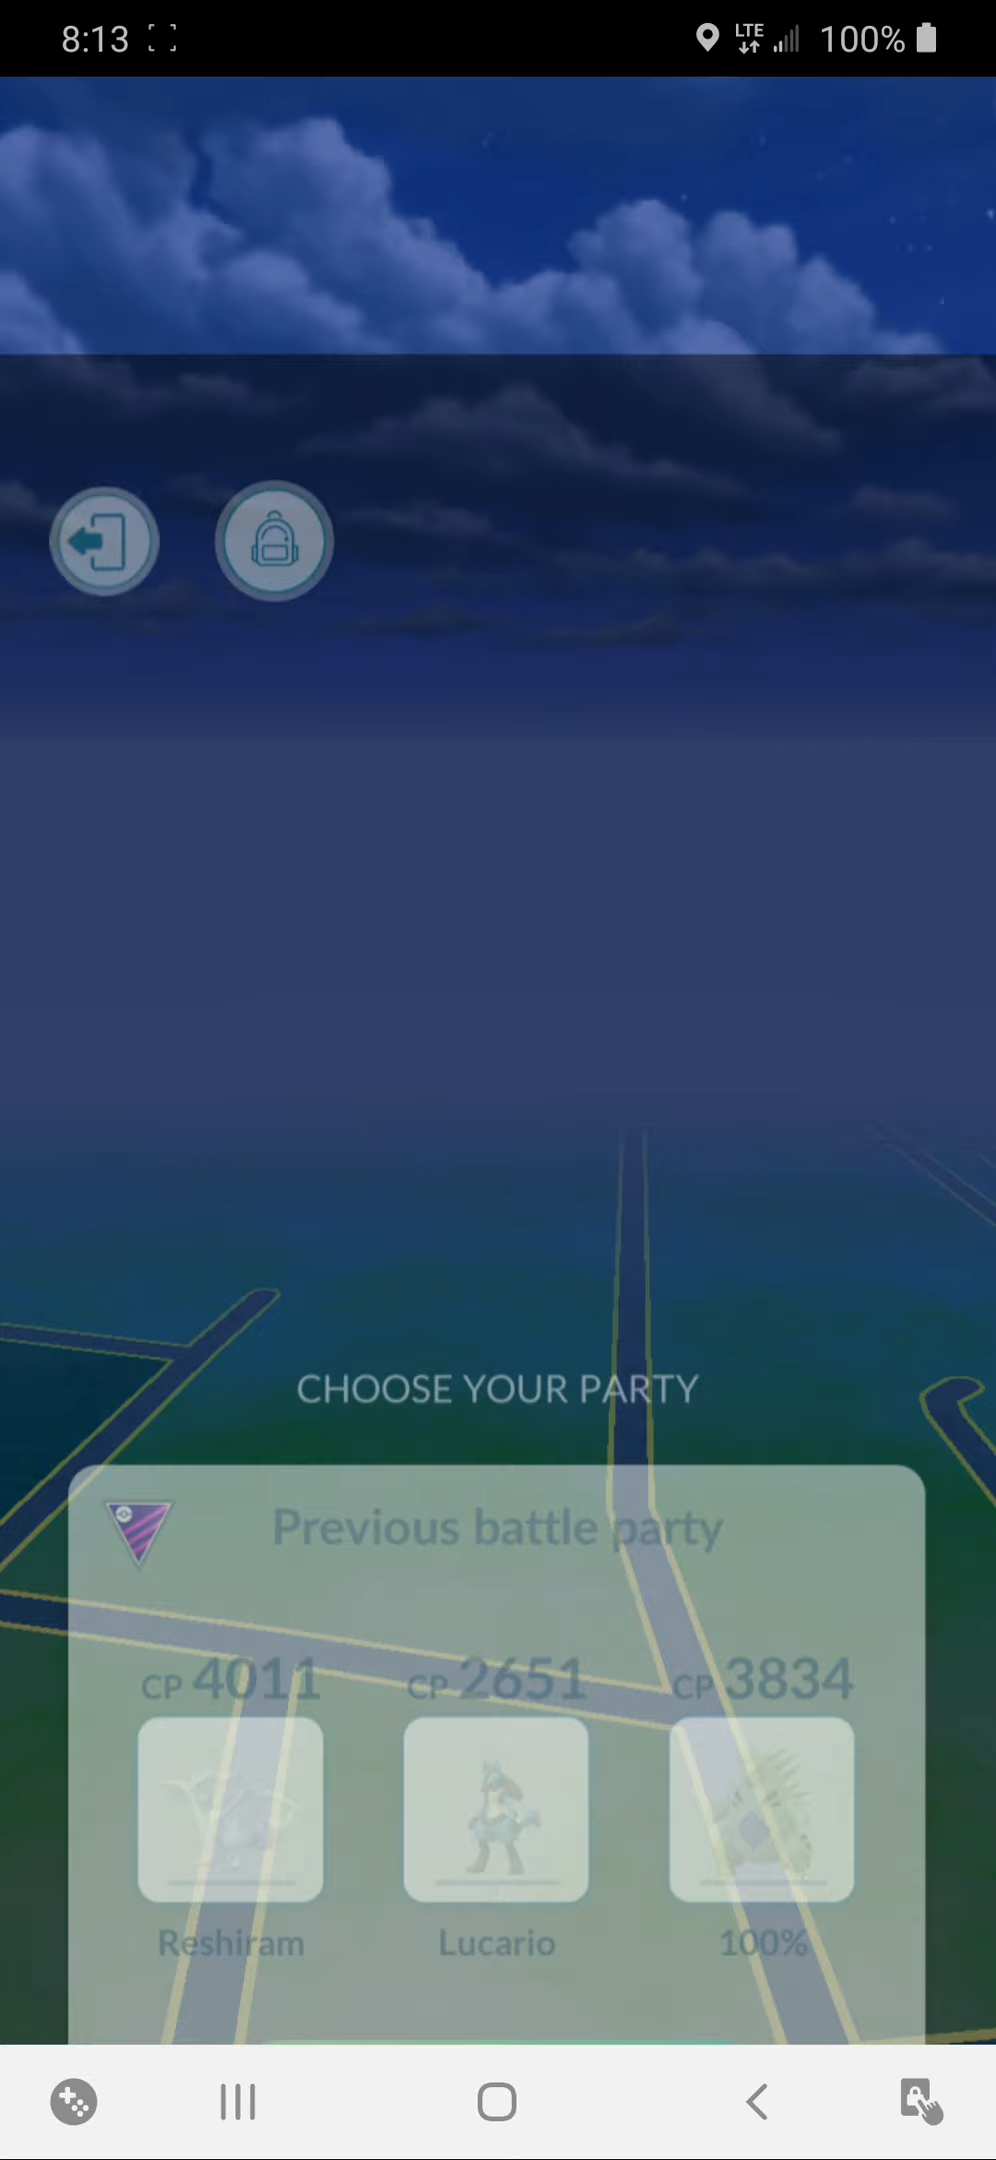 8:13 LTE 100%
CHOOSE YOUR PARTY
Previous battle party
CP 4011 CP 2651 CP 3834
Reshiram Lucario 100%